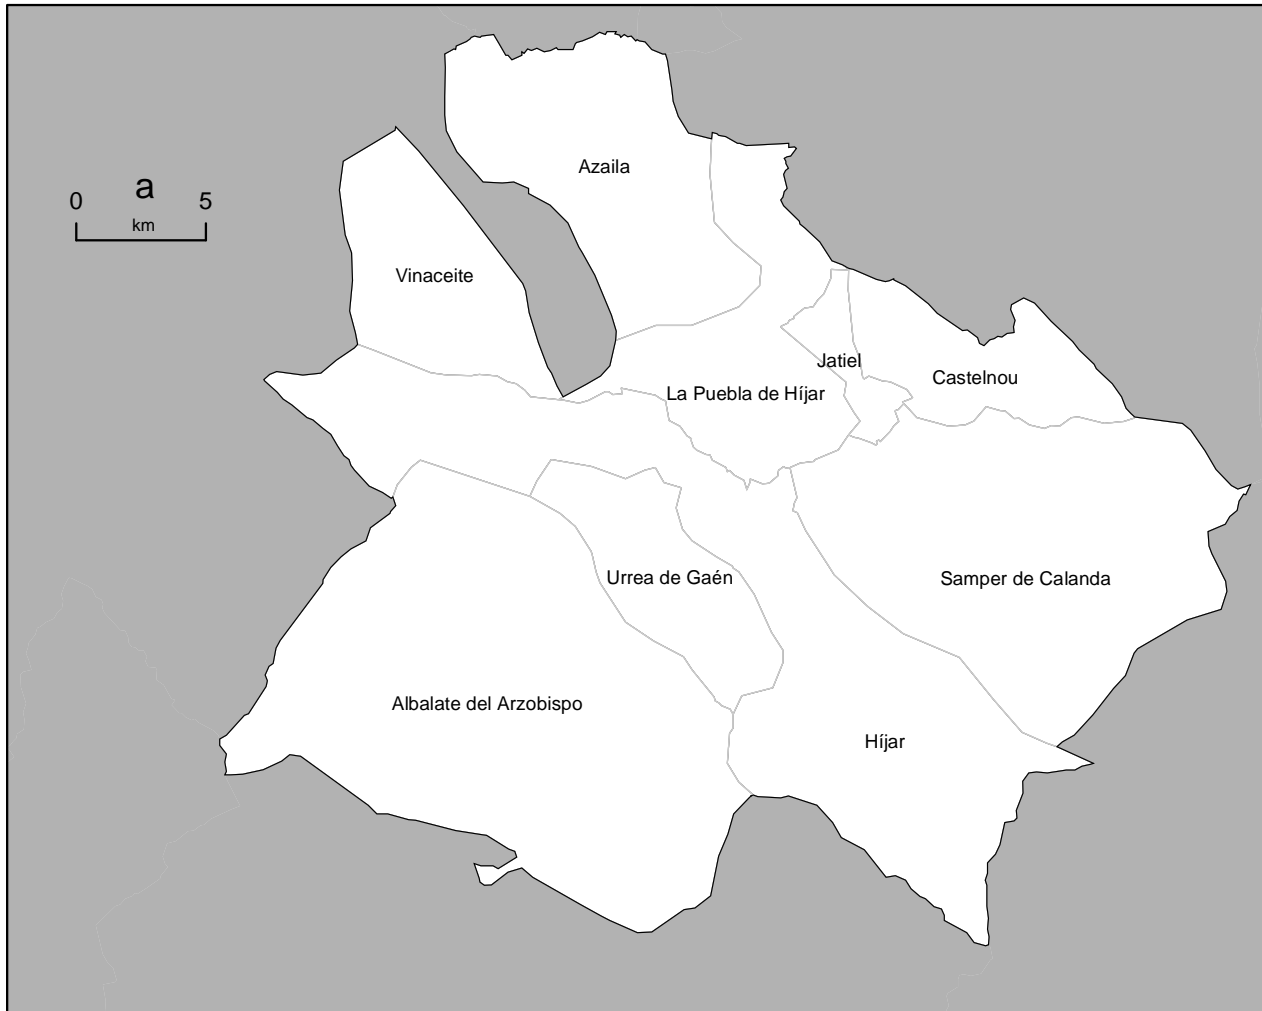 Azaila
a
0 5
km
Vinaceite
Jatiel
Castelnou
La Puebla de Híjar
Urrea de Gaén
Samper de Calanda
Albalate del Arzobispo
Híjar